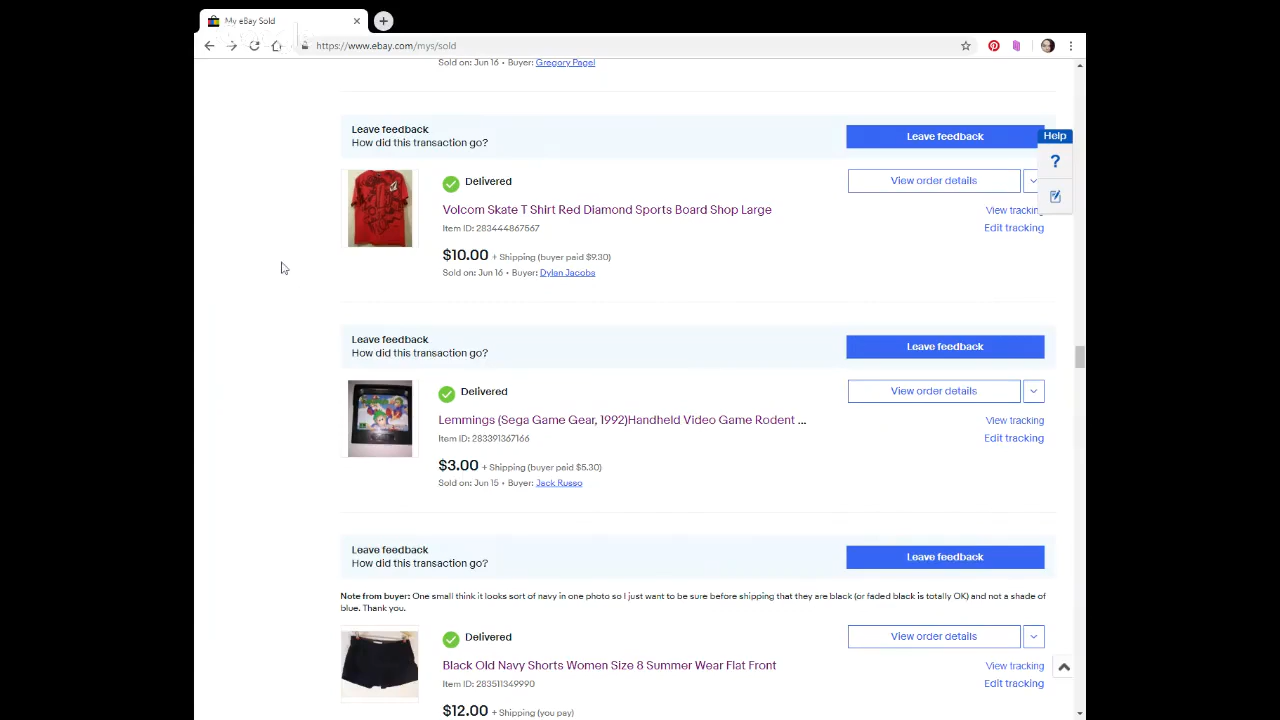 My eBay Sold
https://www.ebay.com/mys/sold
Sold on: Jun 16 • Buyer: Gregory Pagel
Leave feedback
How did this transaction go?
Leave feedback
Help
?
Delivered
View order details
Volcom Skate T Shirt Red Diamond Sports Board Shop Large
View tracking
Item ID: 283444867567
Edit tracking
$10.00 + Shipping (buyer paid $9.30)
Sold on: Jun 16 • Buyer: Dylan Jacobs
Leave feedback
How did this transaction go?
Leave feedback
Delivered
View order details
Lemmings (Sega Game Gear, 1992)Handheld Video Game Rodent ...
View tracking
Item ID: 283391367166
Edit tracking
$3.00 + Shipping (buyer paid $5.30)
Sold on: Jun 15 • Buyer: Jack Russo
Leave feedback
How did this transaction go?
Leave feedback
Note from buyer: One small think it looks sort of navy in one photo so I just want to be sure before shipping that they are black (or faded black is totally OK) and not a shade of
blue. Thank you.
Delivered
View order details
Black Old Navy Shorts Women Size 8 Summer Wear Flat Front
View tracking
Item ID: 283511349990
Edit tracking
$12.00 + Shipping (you pay)